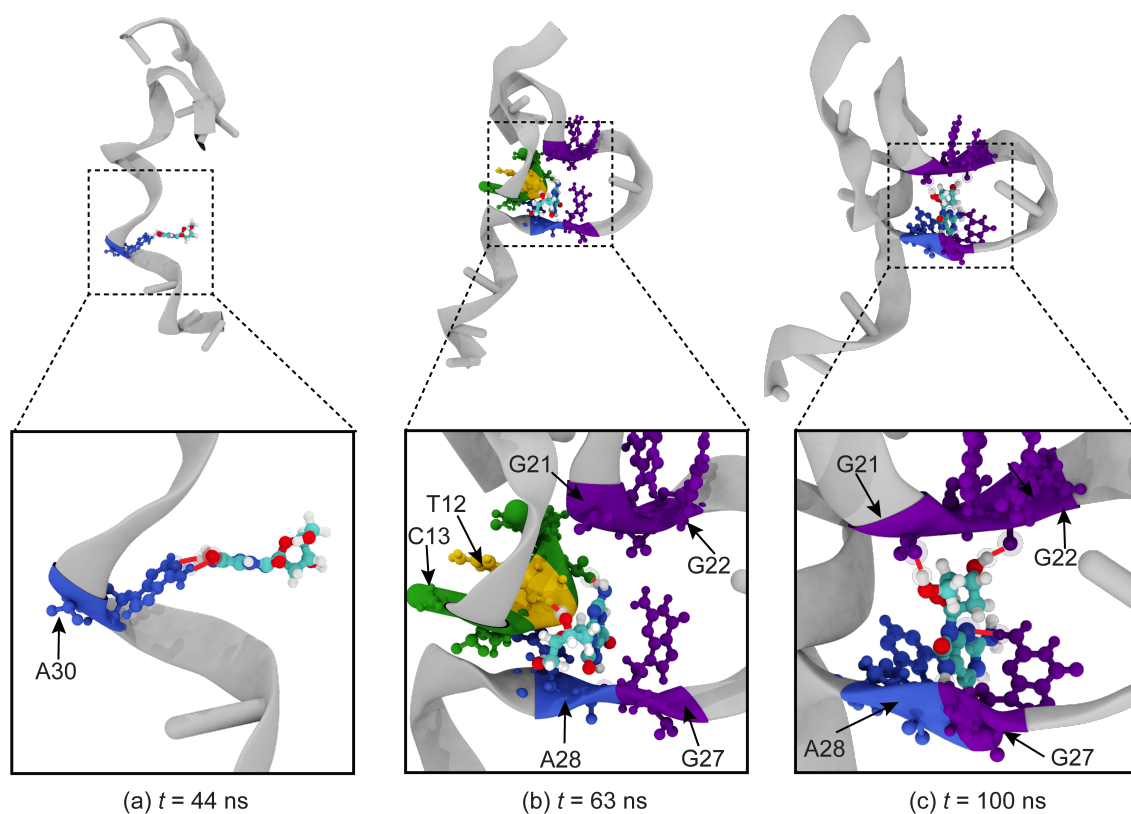 A30
(a) t = 44 ns
G21
T12
C13
G22
A28
G27
(b) t = 63 ns
G21
G22
A28
G27
(c) t = 100 ns